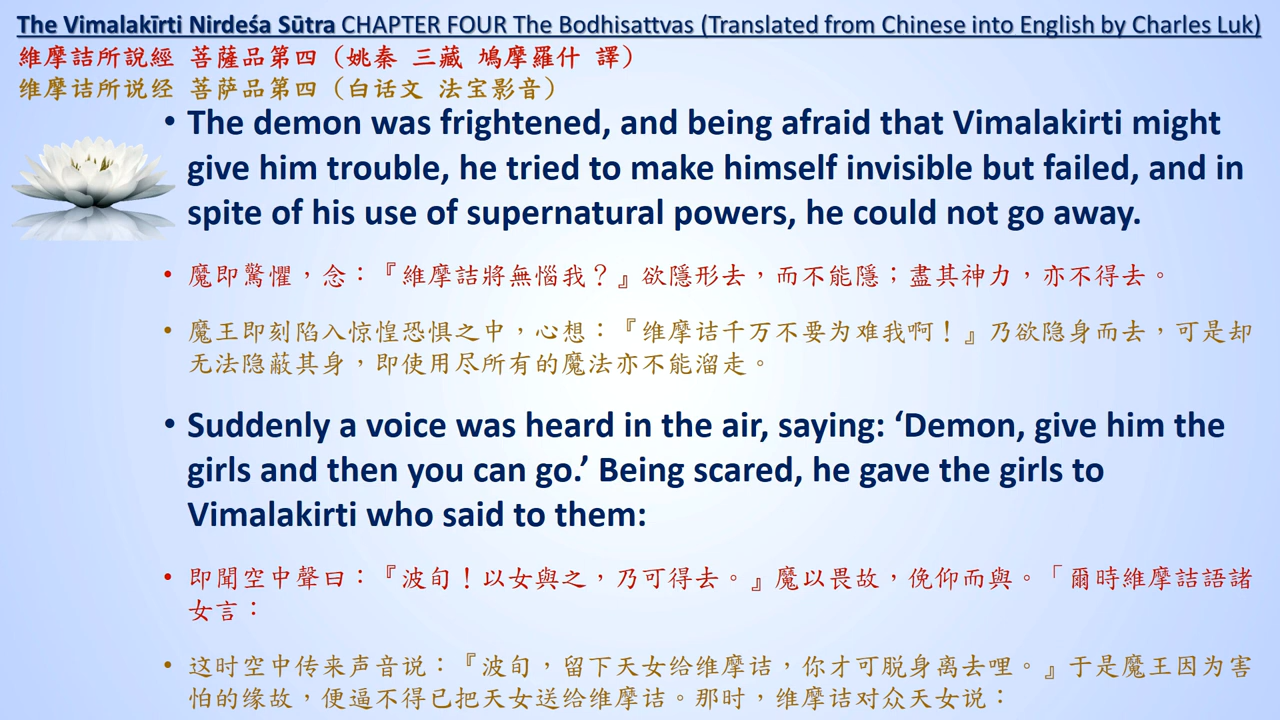 The Vimalakīrti Nirdeśa Sūtra CHAPTER FOUR The Bodhisattvas (Translated from Chinese into English by Charles Luk)
維摩詰所說經 菩薩品第四（姚秦 三藏 鳩摩羅什 譯）
维摩诘所说经 菩萨品第四（白话文 法宝影音）
• The demon was frightened, and being afraid that Vimalakirti might
give him trouble, he tried to make himself invisible but failed, and in
spite of his use of supernatural powers, he could not go away.
• 魔即驚懼，念：『維摩詰將無惱我？』欲隱形去，而不能隱；盡其神力，亦不得去。
• 魔王即刻陷入惊惶恐惧之中，心想：『维摩诘千万不要为难我啊！』乃欲隐身而去，可是却
无法隐蔽其身，即使用尽所有的魔法亦不能溜走。
• Suddenly a voice was heard in the air, saying: ‘Demon, give him the
girls and then you can go.’ Being scared, he gave the girls to
Vimalakirti who said to them:
• 即聞空中聲曰：『波旬！以女與之，乃可得去。』魔以畏故，俛仰而與。「爾時維摩詰語諸
女言：
• 这时空中传来声音说：『波旬，留下天女给维摩诘，你才可脱身离去哩。』于是魔王因为害
怕的缘故，便逼不得已把天女送给维摩诘。那时，维摩诘对众天女说：